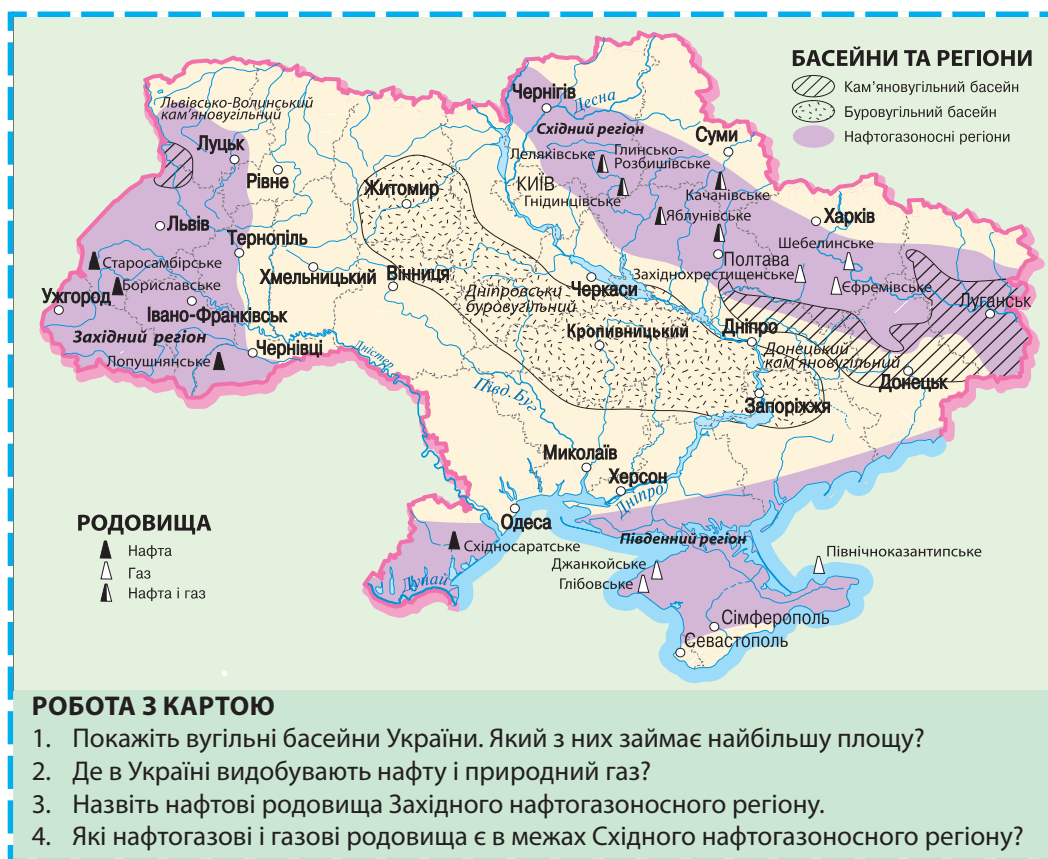 БАСЕЙНИ ТА РЕГІОНИ
Кам’яновугільний басейн
Буровугільний басейн
Нафтогазоносні регіони
Львівсько-Волинський
кам’яновугільний
Чернігів
Десна
Східний регіон
Суми
Луцьк
Леляківське
Глинсько-
Розбишівське
Рівне
Житомир
КИЇВ
Гнідинцівське
Качанівське
Львів
Яблунівське
Харків
Тернопіль
Шебелинське
Старосамбірське
Хмельницький
Вінниця
Полтава
Західнохрестищенське
Бориславське
Ужгород
Дніпровський
буровугільний
Черкаси
Єфремівське
Луганськ
Івано-Франківськ
Західний регіон
Кропивницький
Дніпро
Чернівці
Дністер
Донецький
кам’яновугільний
Лопушнянське
Півд. Буг
Донецьк
Запоріжжя
Миколаїв
Херсон
Дніпро
РОДОВИЩА
Нафта
Газ
Нафта і газ
Одеса
Східносаратське
Південний регіон
Північноказантипське
Джанкойське
Глібовське
Дунай
Сімферополь
Севастополь
РОБОТА З КАРТОЮ
1. Покажіть вугільні басейни України. Який з них займає найбільшу площу?
2. Де в Україні видобувають нафту і природний газ?
3. Назвіть нафтові родовища Західного нафтогазоносного регіону.
4. Які нафтогазові і газові родовища є в межах Східного нафтогазоносного регіону?